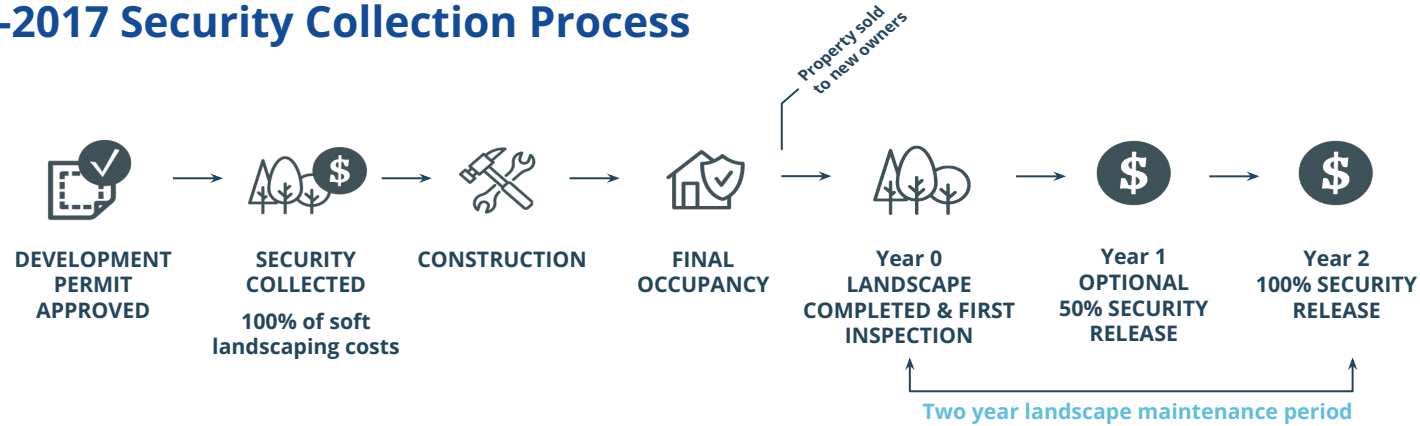 -2017 Security Collection Process
Property sold
to new owners
DEVELOPMENT
PERMIT
APPROVED
SECURITY
COLLECTED
100% of soft
landscaping costs
CONSTRUCTION
FINAL
OCCUPANCY
Year 0
LANDSCAPE
COMPLETED & FIRST
INSPECTION
Year 1
OPTIONAL
50% SECURITY
RELEASE
Year 2
100% SECURITY
RELEASE
$
$
$
Two year landscape maintenance period